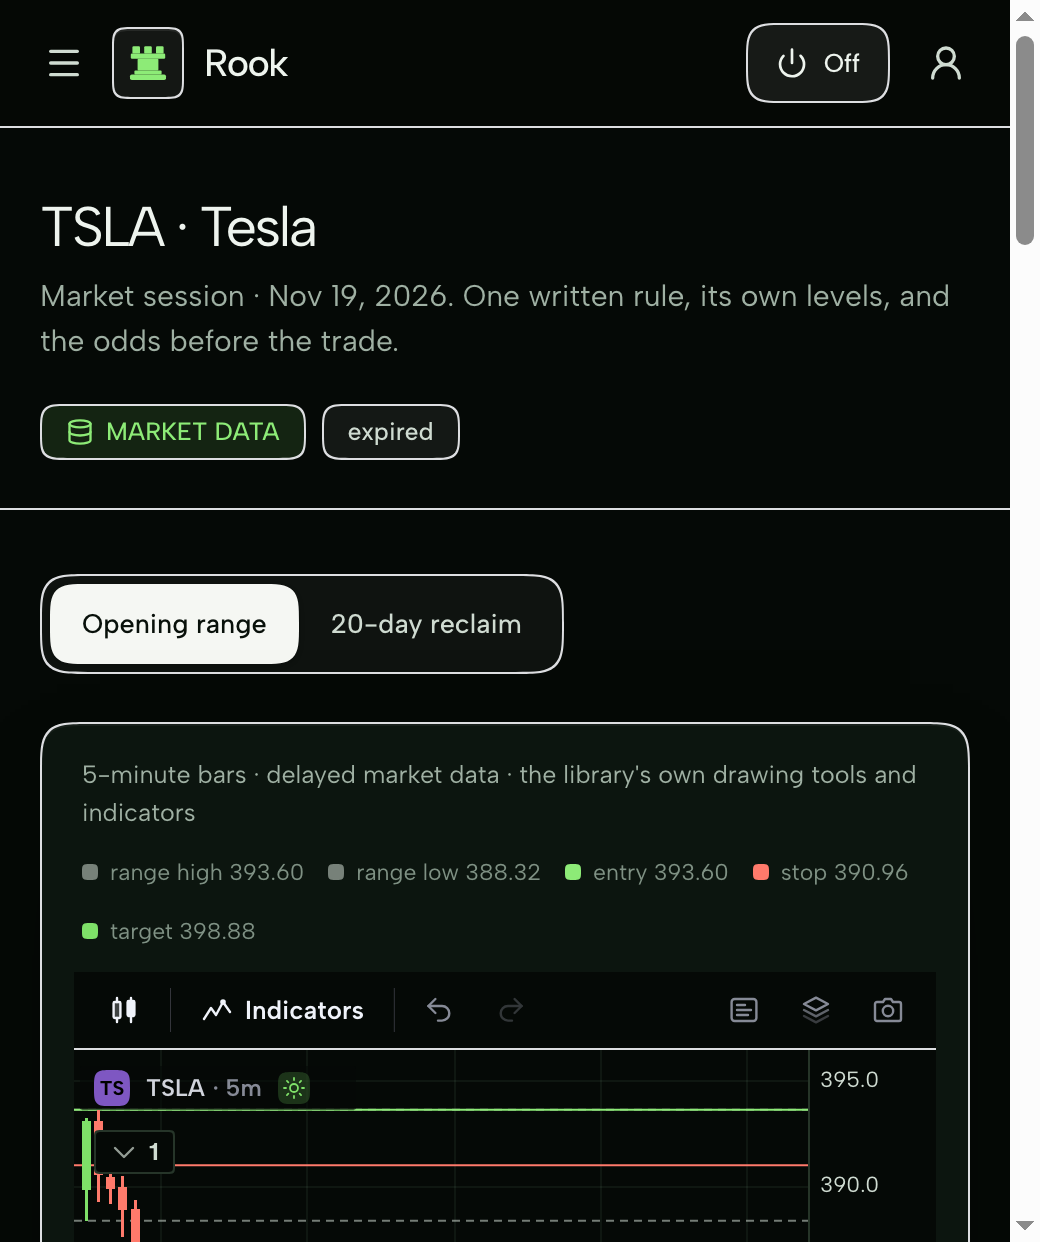 Rook
Off
TSLA · Tesla
Market session · Nov 19, 2026. One written rule, its own levels, and
the odds before the trade.
MARKET DATA
expired
Opening range
20-day reclaim
5-minute bars · delayed market data · the library's own drawing tools and
indicators
range high 393.60 range low 388.32 entry 393.60 stop 390.96
target 398.88
Indicators
TS TSLA · 5m
395.0
1
390.0